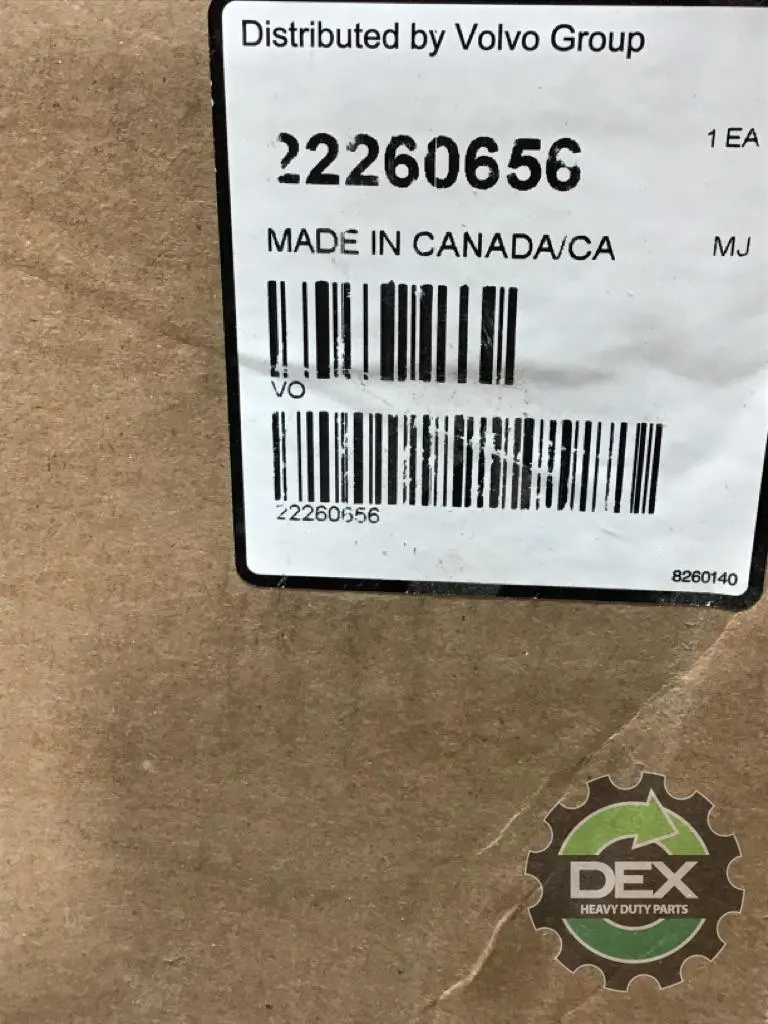 Distributed by Volvo Group
22260656
1 EA
MADE IN CANADA/CA
MJ
VO
22260656
8260140
DEX
HEAVY DUTY PARTS